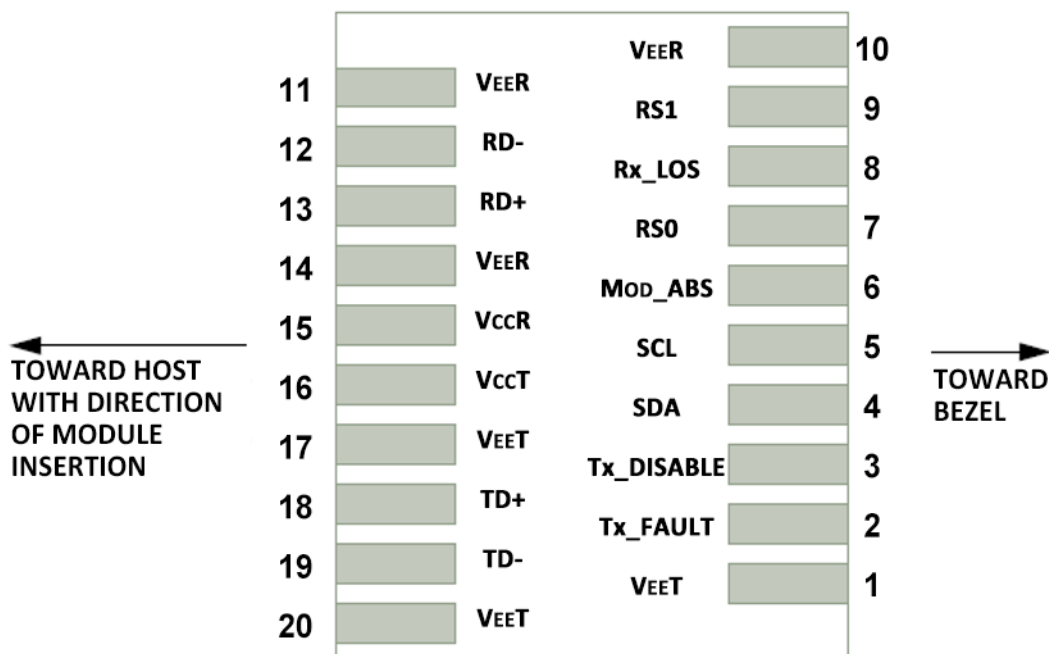 VEER 10
11 VEER
RS1 9
12 RD-
Rx_LOS 8
13 RD+
RS0 7
14 VEER
MOD_ABS 6
15 VCCR
SCL 5
16 VCCT
SDA 4
17 VEET
Tx_DISABLE 3
18 TD+
Tx_FAULT 2
19 TD-
VEET 1
20 VEET
TOWARD HOST
WITH DIRECTION
OF MODULE
INSERTION
TOWARD
BEZEL